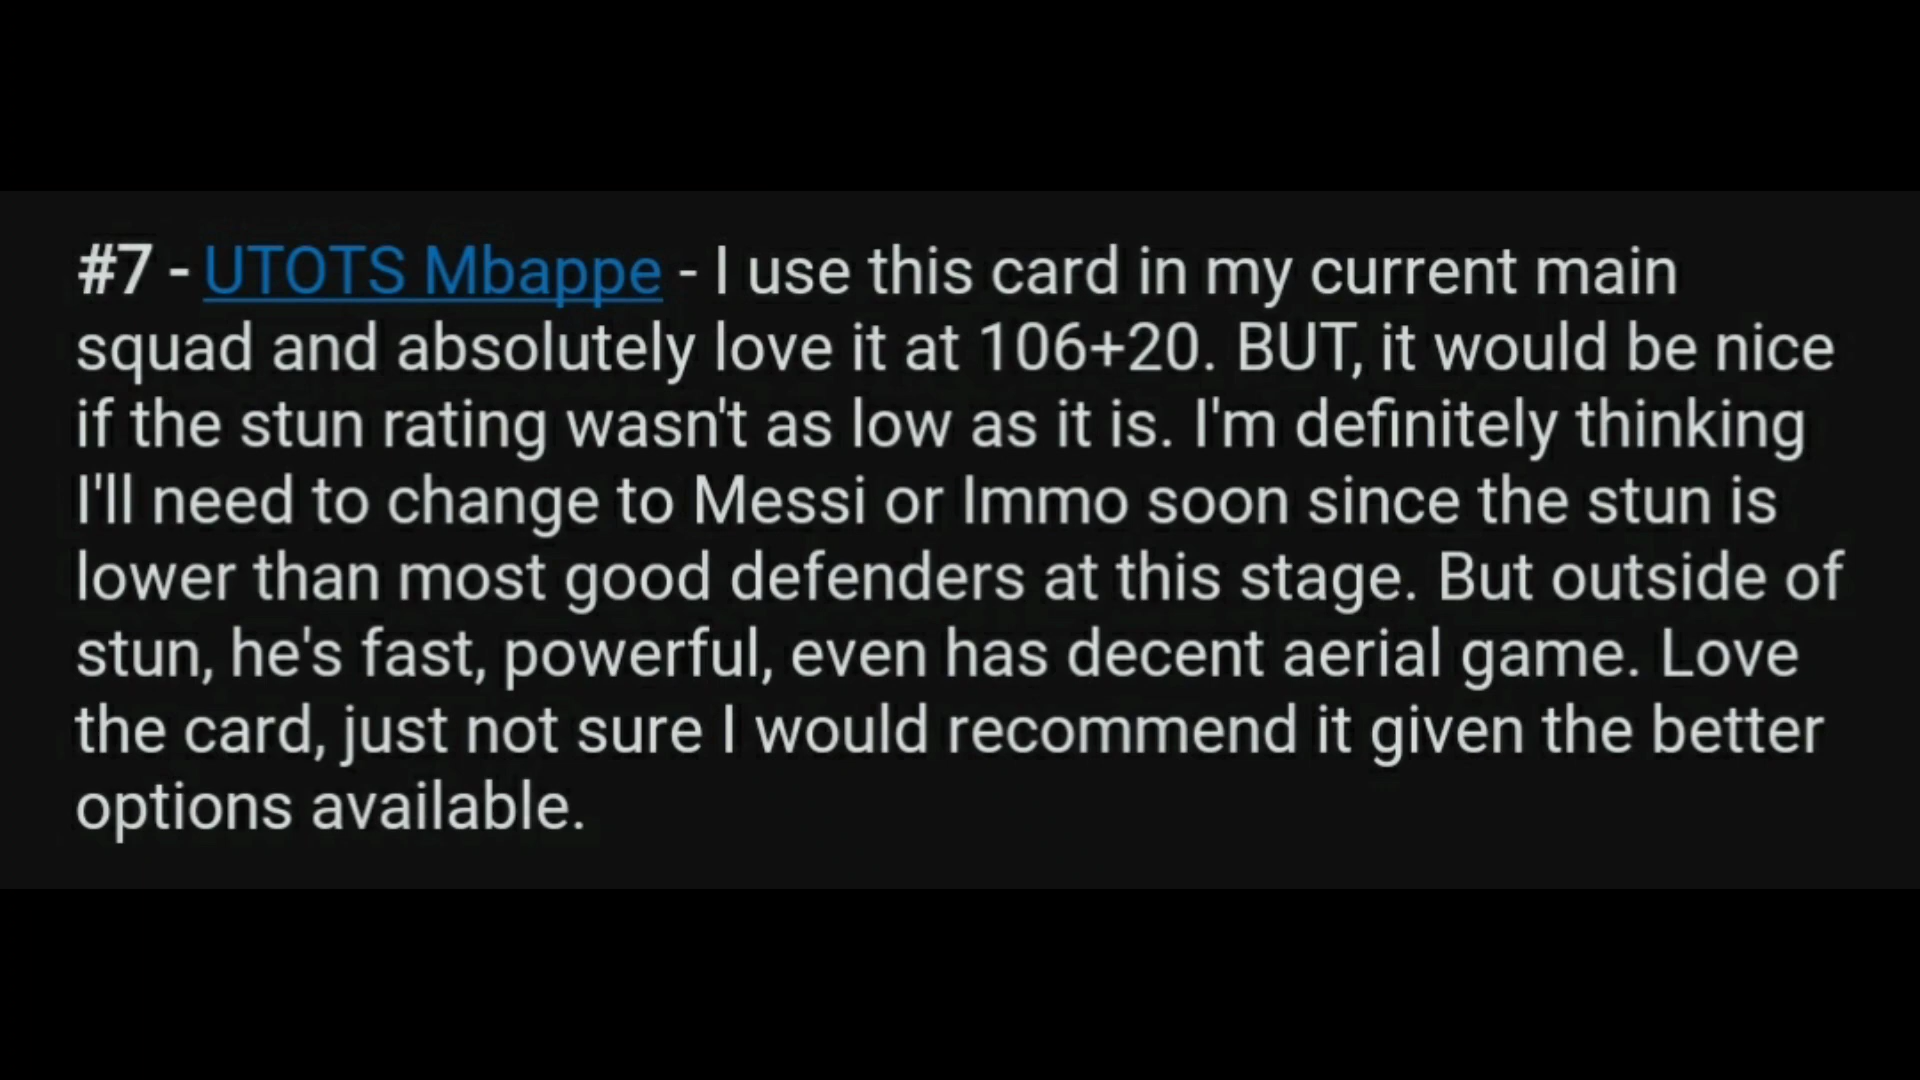 #7 - UTOTS Mbappe - I use this card in my current main
squad and absolutely love it at 106+20. BUT, it would be nice
if the stun rating wasn't as low as it is. I'm definitely thinking
I'll need to change to Messi or Immo soon since the stun is
lower than most good defenders at this stage. But outside of
stun, he's fast, powerful, even has decent aerial game. Love
the card, just not sure I would recommend it given the better
options available.